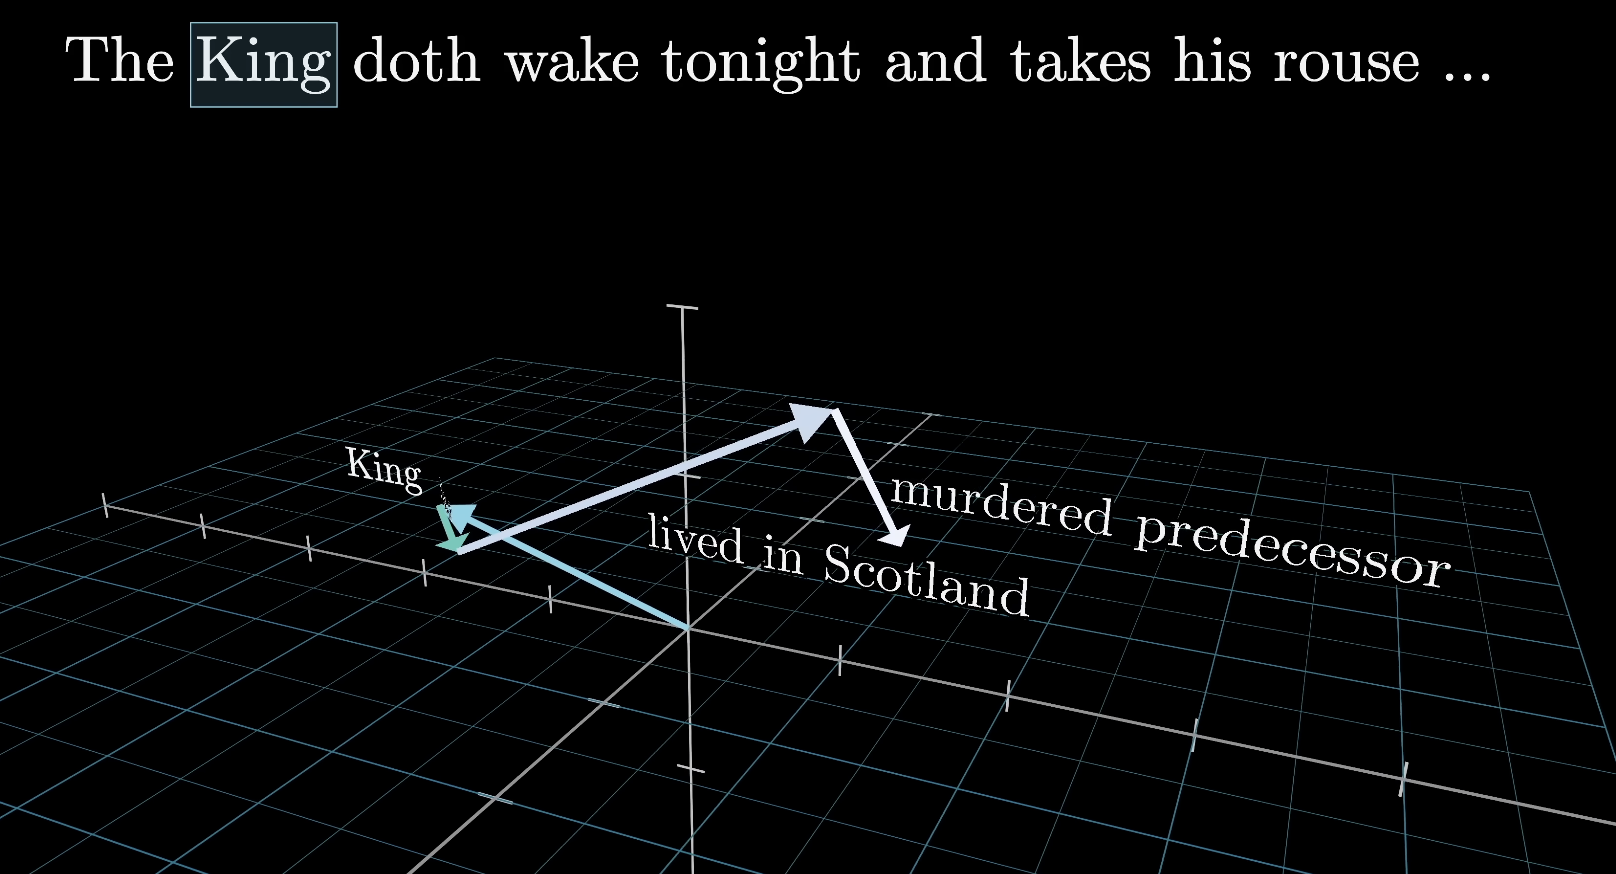 The King doth wake tonight and takes his rouse ...
King
lived in Scotland
murdered predecessor